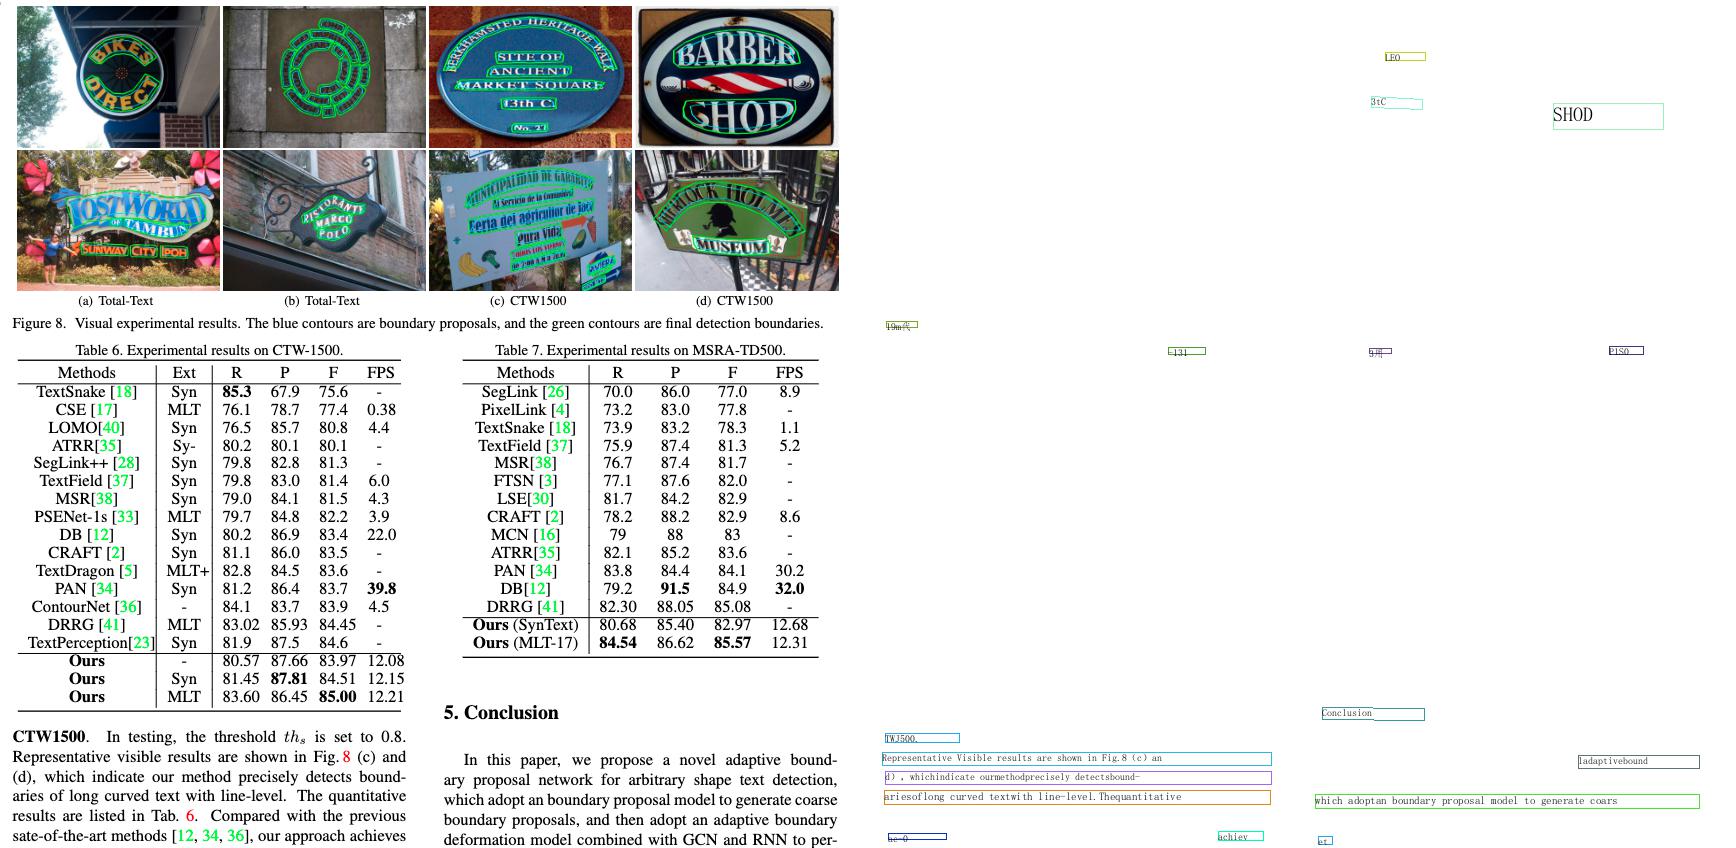 BIKES
DIRECT
BERKHAMSTED HERITAGE WALK
SITE OF
ANCIENT
MARKET SQUARE
13th C.
No. 21
BARBER
SHOP
LOST WORLD
OF TAMBUN
SUNWAY CITY IPOH
RISTORANTE
MARCO
POLO
MUNICIPALIDAD DE GARABITO
Al Servicio de la Comunidad
Feria del agricultor de Jacó
Pura Vida
SHERLOCK HOLMES
MUSEUM
(a) Total-Text (b) Total-Text (c) CTW1500 (d) CTW1500
Figure 8. Visual experimental results. The blue contours are boundary proposals, and the green contours are final detection boundaries.
Table 6. Experimental results on CTW-1500.
Methods Ext R P F FPS
TextSnake [18] Syn 85.3 67.9 75.6 -
CSE [17] MLT 76.1 78.7 77.4 0.38
LOMO[40] Syn 76.5 85.7 80.8 4.4
ATRR[35] Sy- 80.2 80.1 80.1 -
SegLink++ [28] Syn 79.8 82.8 81.3 -
TextField [37] Syn 79.8 83.0 81.4 6.0
MSR[38] Syn 79.0 84.1 81.5 4.3
PSENet-1s [33] MLT 79.7 84.8 82.2 3.9
DB [12] Syn 80.2 86.9 83.4 22.0
CRAFT [2] Syn 81.1 86.0 83.5 -
TextDragon [5] MLT+ 82.8 84.5 83.6 -
PAN [34] Syn 81.2 86.4 83.7 39.8
ContourNet [36] - 84.1 83.7 83.9 4.5
DRRG [41] MLT 83.02 85.93 84.45 -
TextPerception[23] Syn 81.9 87.5 84.6 -
Ours - 80.57 87.66 83.97 12.08
Ours Syn 81.45 87.81 84.51 12.15
Ours MLT 83.60 86.45 85.00 12.21
CTW1500. In testing, the threshold th_s is set to 0.8.
Representative visible results are shown in Fig. 8 (c) and
(d), which indicate our method precisely detects bound-
aries of long curved text with line-level. The quantitative
results are listed in Tab. 6. Compared with the previous
sate-of-the-art methods [12, 34, 36], our approach achieves
Table 7. Experimental results on MSRA-TD500.
Methods R P F FPS
SegLink [26] 70.0 86.0 77.0 8.9
PixelLink [4] 73.2 83.0 77.8 -
TextSnake [18] 73.9 83.2 78.3 1.1
TextField [37] 75.9 87.4 81.3 5.2
MSR[38] 76.7 87.4 81.7 -
FTSN [3] 77.1 87.6 82.0 -
LSE[30] 81.7 84.2 82.9 -
CRAFT [2] 78.2 88.2 82.9 8.6
MCN [16] 79 88 83 -
ATRR[35] 82.1 85.2 83.6 -
PAN [34] 83.8 84.4 84.1 30.2
DB[12] 79.2 91.5 84.9 32.0
DRRG [41] 82.30 88.05 85.08 -
Ours (SynText) 80.68 85.40 82.97 12.68
Ours (MLT-17) 84.54 86.62 85.57 12.31
5. Conclusion
In this paper, we propose a novel adaptive bound-
ary proposal network for arbitrary shape text detection,
which adopt an boundary proposal model to generate coarse
boundary proposals, and then adopt an adaptive boundary
deformation model combined with GCN and RNN to per-
LEO
3tC
SHOD
19m代
-131
P1SO
Conclusion
TWJ500.
Representative Visible results are shown in Fig.8 (c) an
ladaptivebound
d) , whichindicate ourmethodprecisely detectsbound-
ariesoflong curved textwith line-level.Thequantitative
which adoptan boundary proposal model to generate coars
ac-0
achiev
et